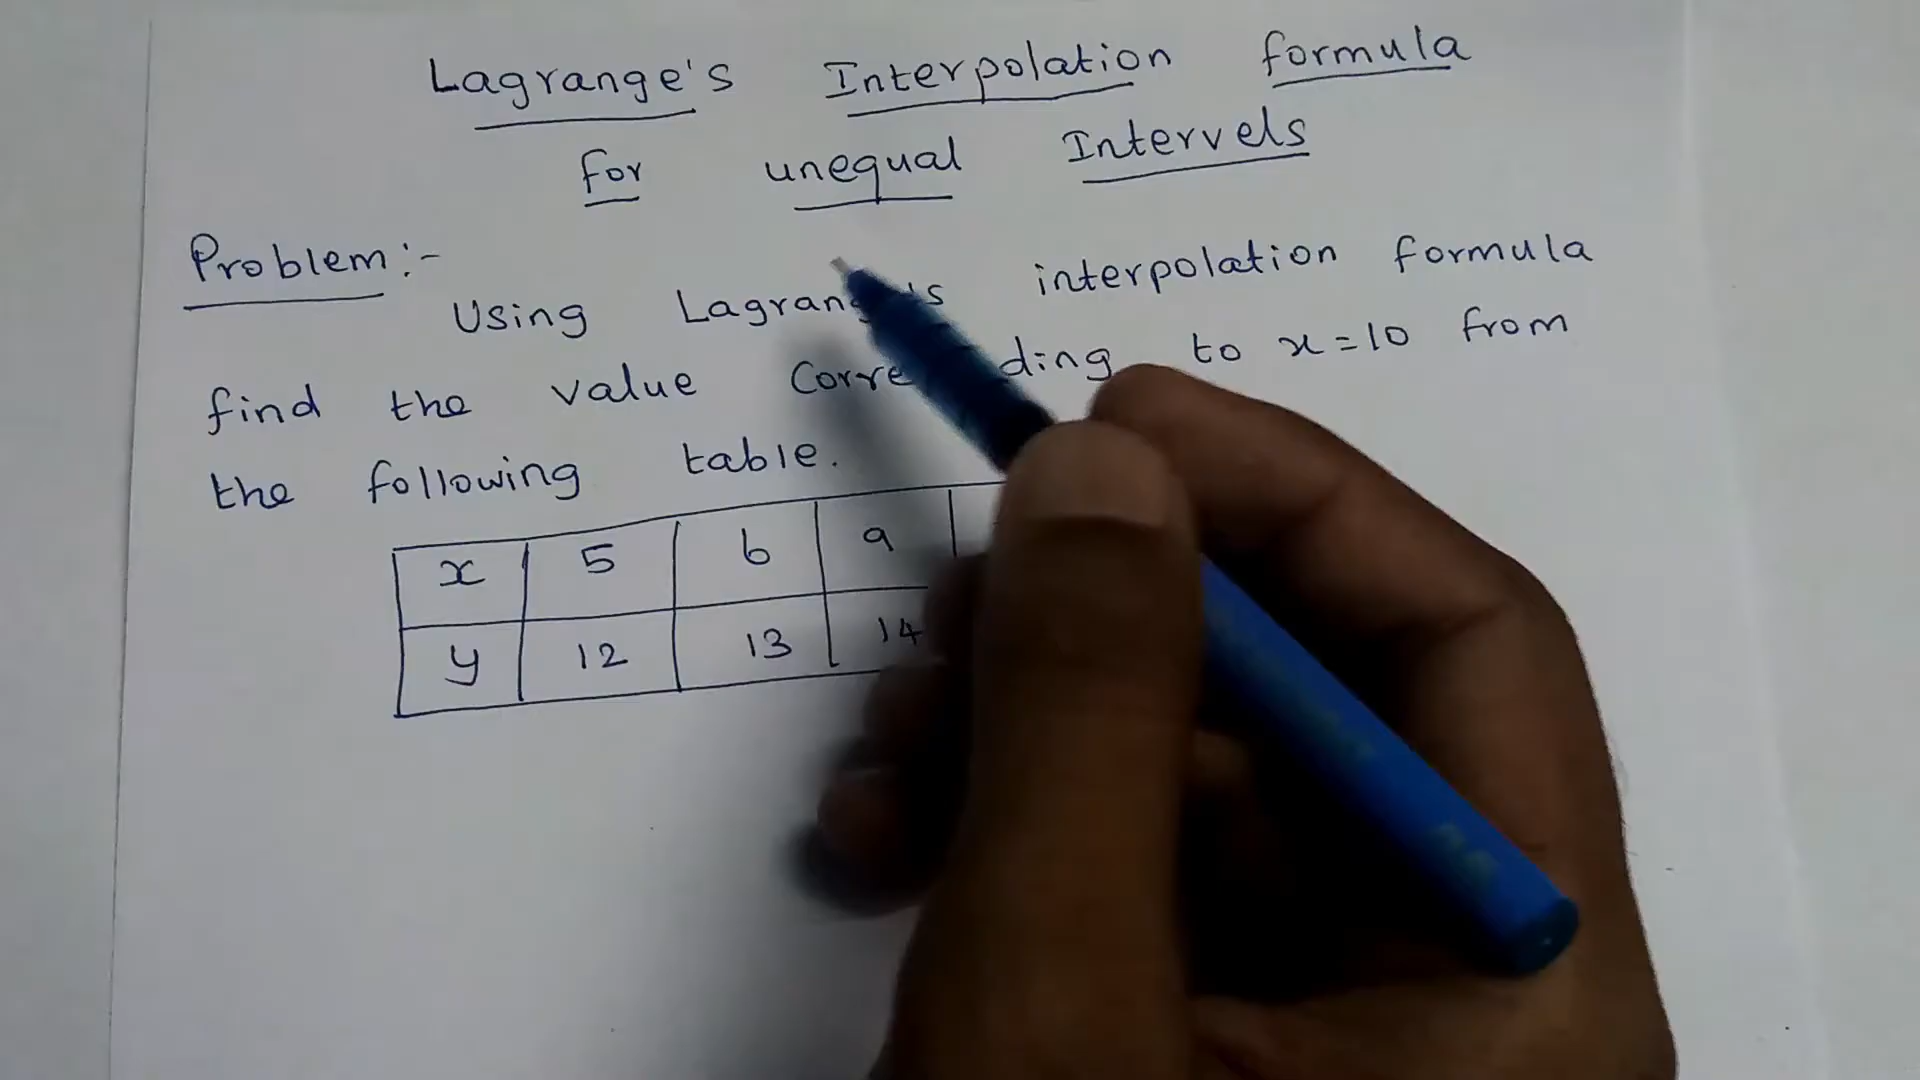 Lagrange's Interpolation formula
for unequal Intervels
Problem:-
Using Lagrange's interpolation formula
find the value to x=10 from
the following table.
x 5 6 9
y 12 13 14